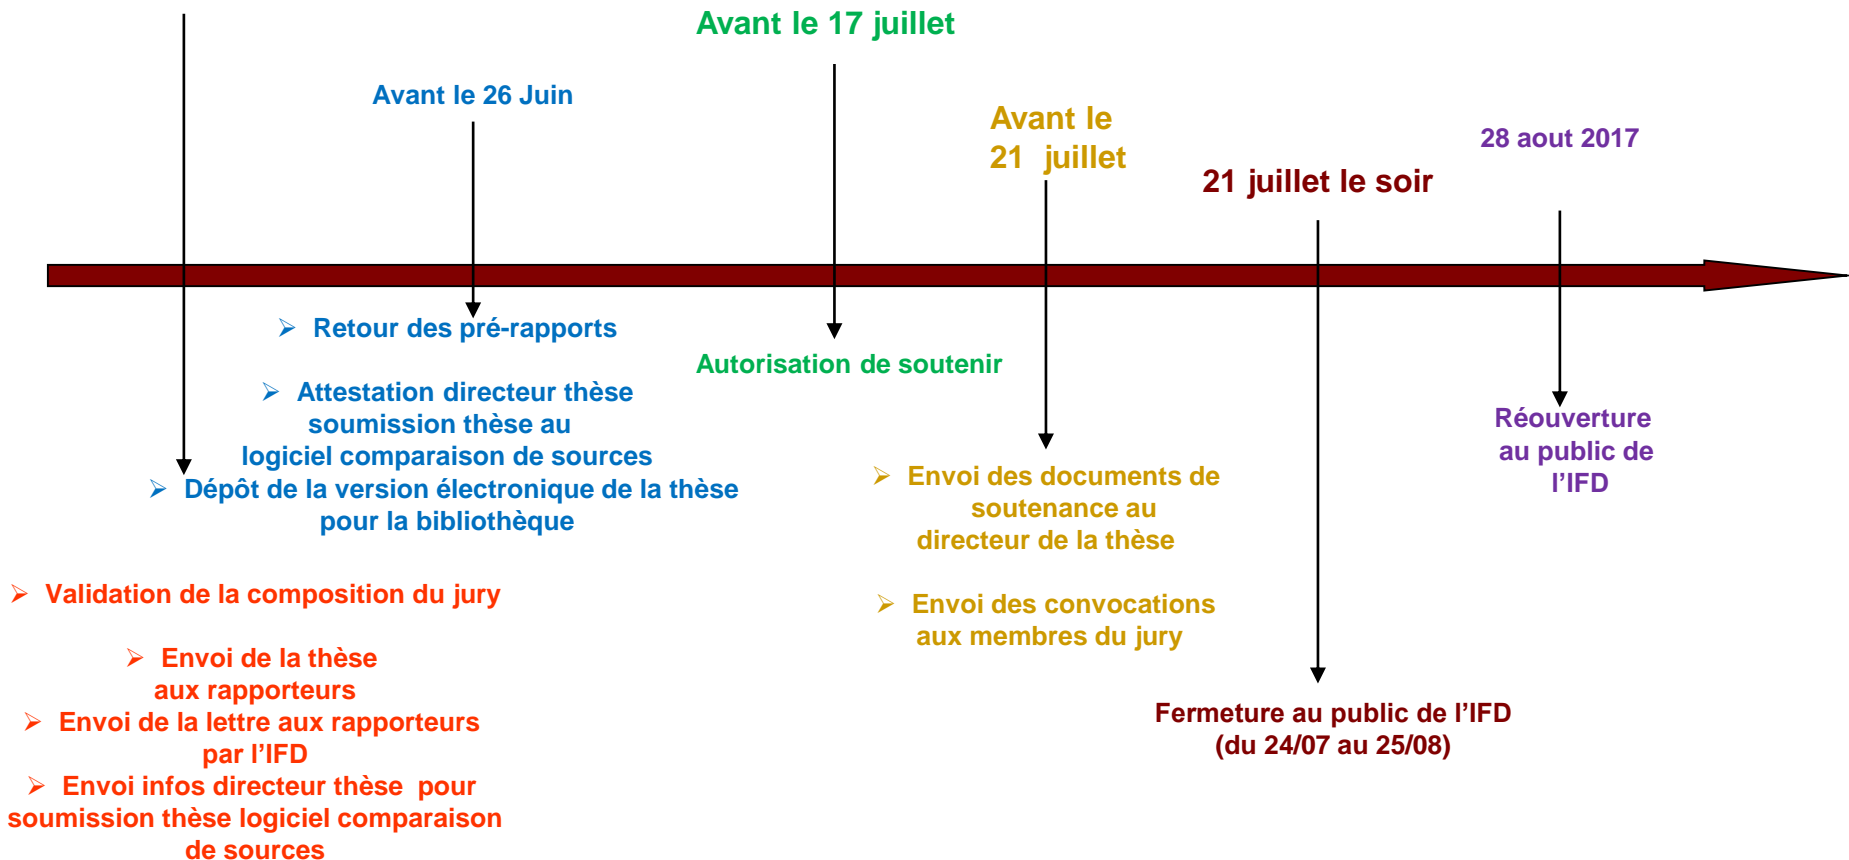 Avant le 17 juillet
Avant le 26 Juin
Avant le
21 juillet
28 aout 2017
21 juillet le soir
➢ Retour des pré-rapports
➢ Attestation directeur thèse
soumission thèse au
logiciel comparaison de sources
➢ Dépôt de la version électronique de la thèse
pour la bibliothèque
Autorisation de soutenir
➢ Envoi des documents de
soutenance au
directeur de la thèse
➢ Envoi des convocations
aux membres du jury
Réouverture
au public de
l’IFD
➢ Validation de la composition du jury
➢ Envoi de la thèse
aux rapporteurs
➢ Envoi de la lettre aux rapporteurs
par l’IFD
➢ Envoi infos directeur thèse pour
soumission thèse logiciel comparaison
de sources
Fermeture au public de l’IFD
(du 24/07 au 25/08)